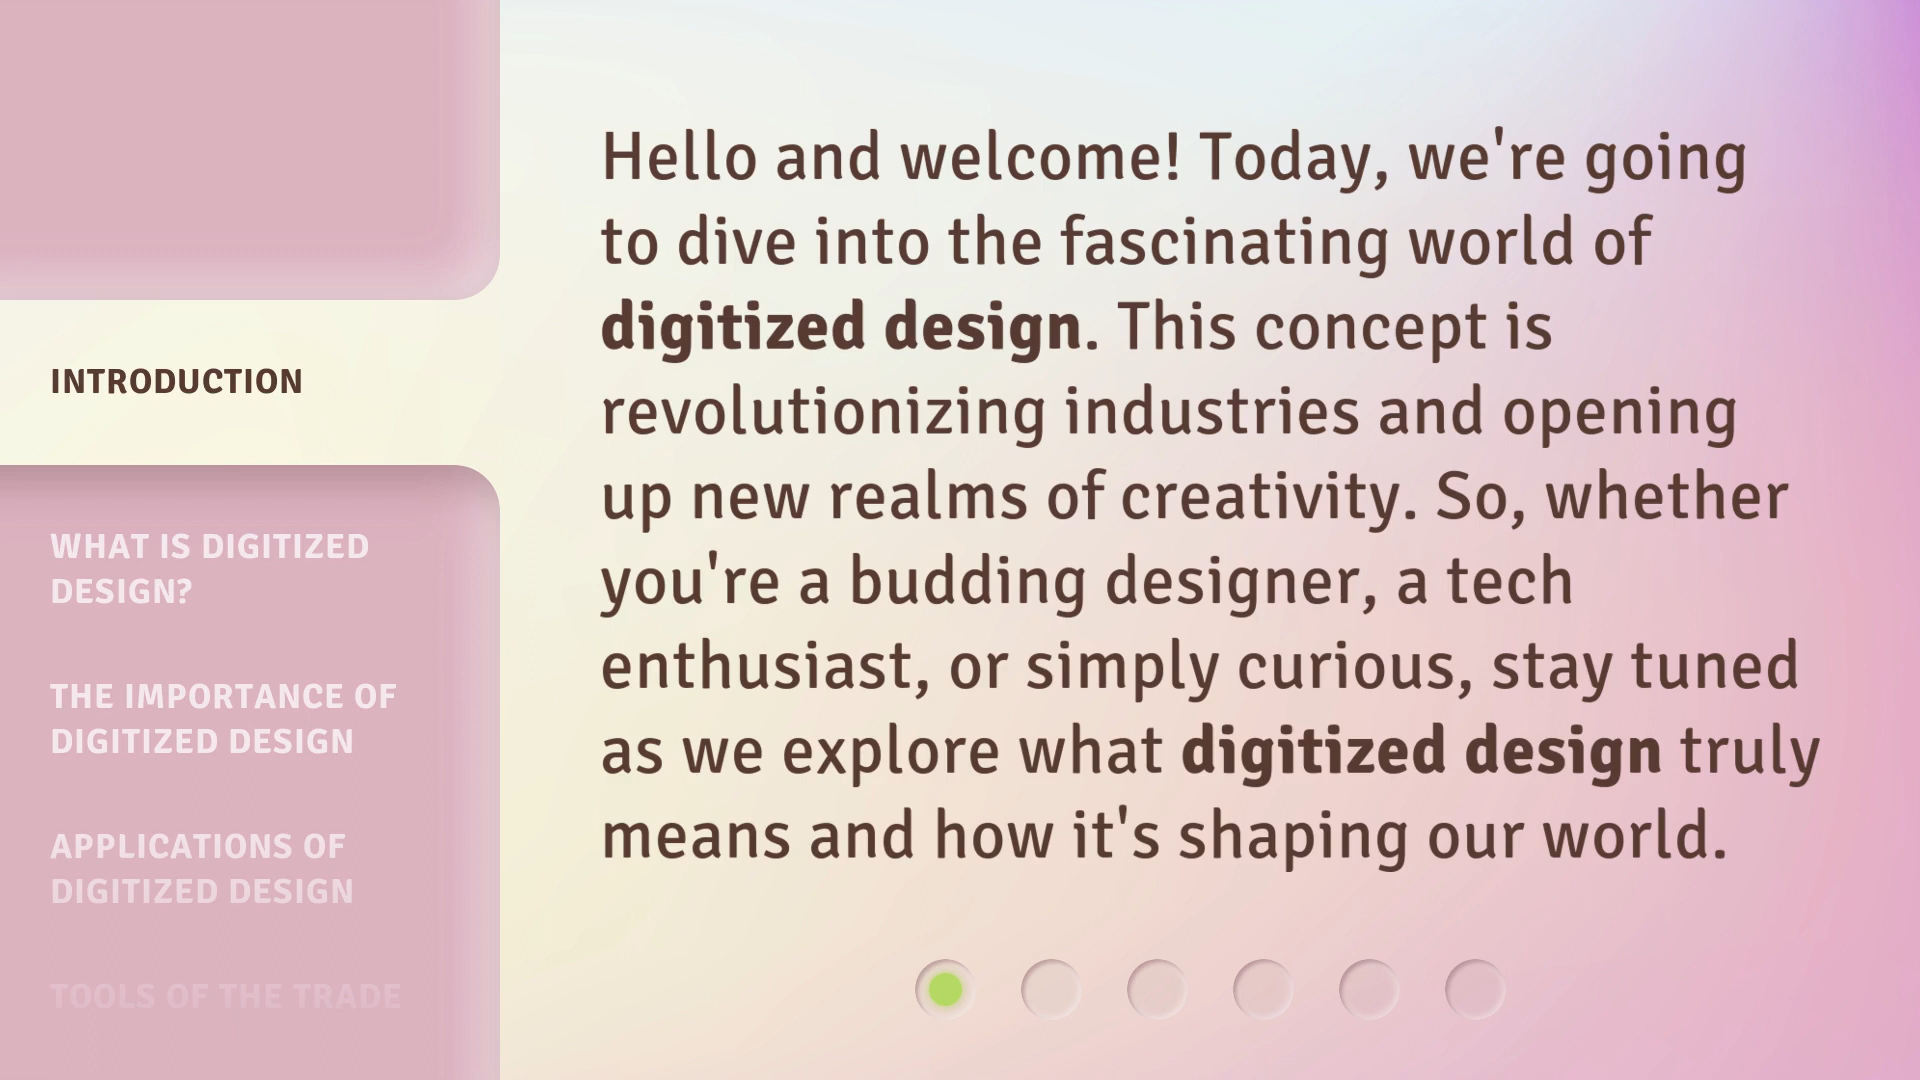 INTRODUCTION
WHAT IS DIGITIZED
DESIGN?
THE IMPORTANCE OF
DIGITIZED DESIGN
APPLICATIONS OF
DIGITIZED DESIGN
TOOLS OF THE TRADE
Hello and welcome! Today, we're going
to dive into the fascinating world of
digitized design. This concept is
revolutionizing industries and opening
up new realms of creativity. So, whether
you're a budding designer, a tech
enthusiast, or simply curious, stay tuned
as we explore what digitized design truly
means and how it's shaping our world.